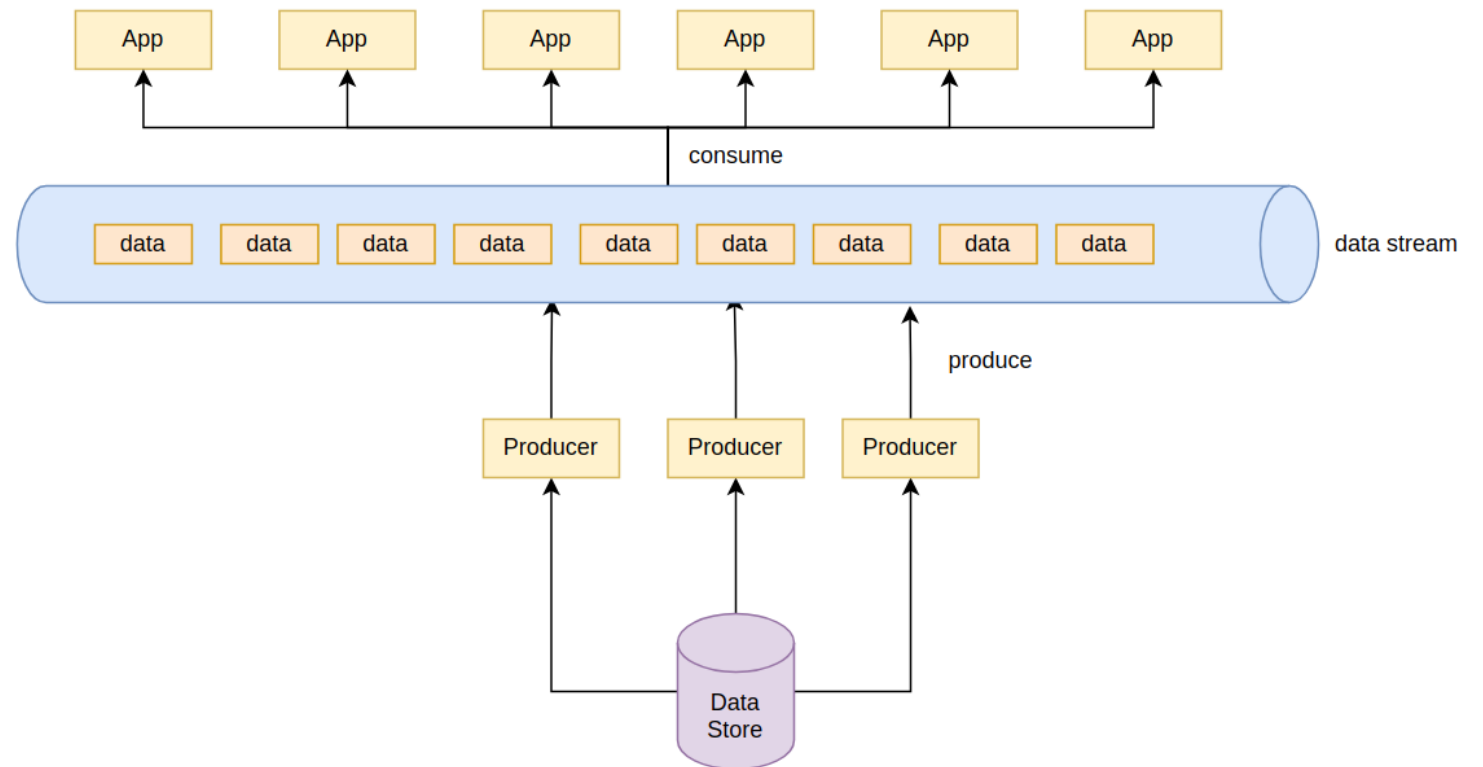 App
App
App
App
App
App
consume
data
data
data
data
data
data
data
data
data
data stream
produce
Producer
Producer
Producer
Data
Store